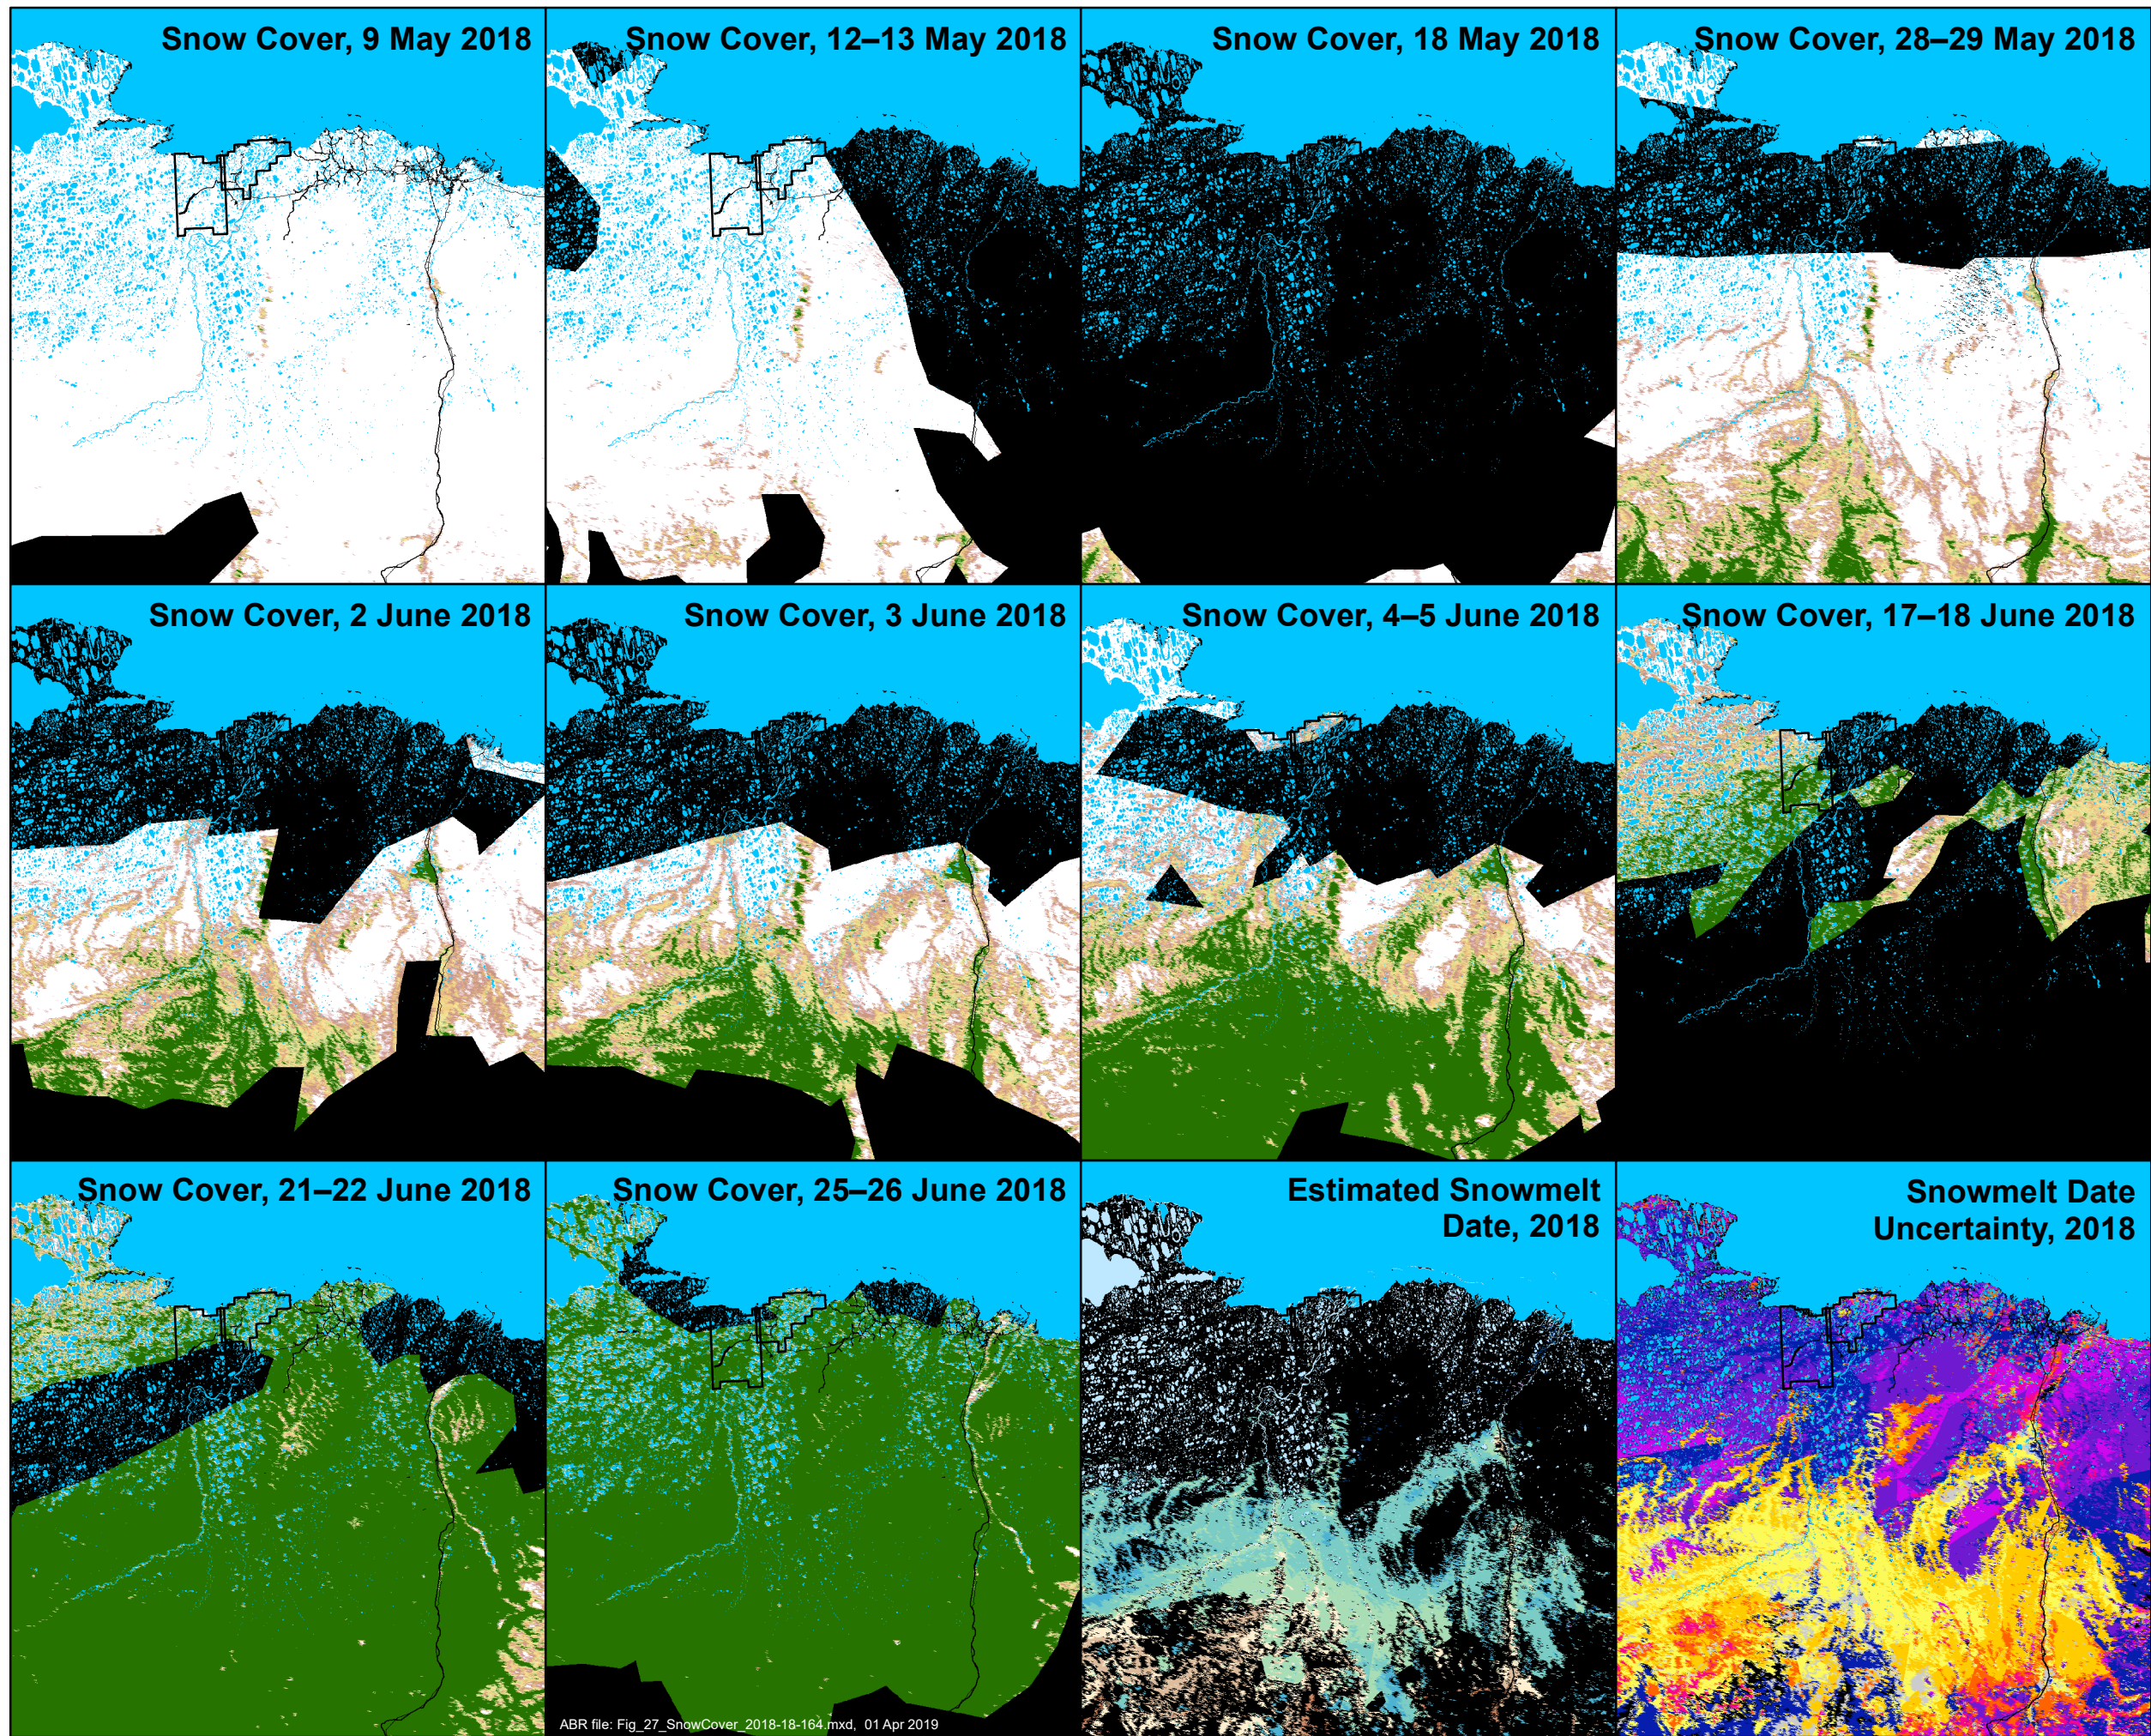 Snow Cover, 9 May 2018
Snow Cover, 12–13 May 2018
Snow Cover, 18 May 2018
Snow Cover, 28–29 May 2018
Snow Cover, 2 June 2018
Snow Cover, 3 June 2018
Snow Cover, 4–5 June 2018
Snow Cover, 17–18 June 2018
Snow Cover, 21–22 June 2018
Snow Cover, 25–26 June 2018
Estimated Snowmelt
Date, 2018
Snowmelt Date
Uncertainty, 2018
ABR file: Fig_27_SnowCover_2018-18-164.mxd, 01 Apr 2019